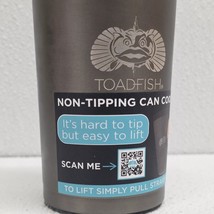 TOADFISH
NON-TIPPING CAN COO
It's hard to tip
but easy to lift
SCAN ME
TO LIFT SIMPLY PULL STRAI